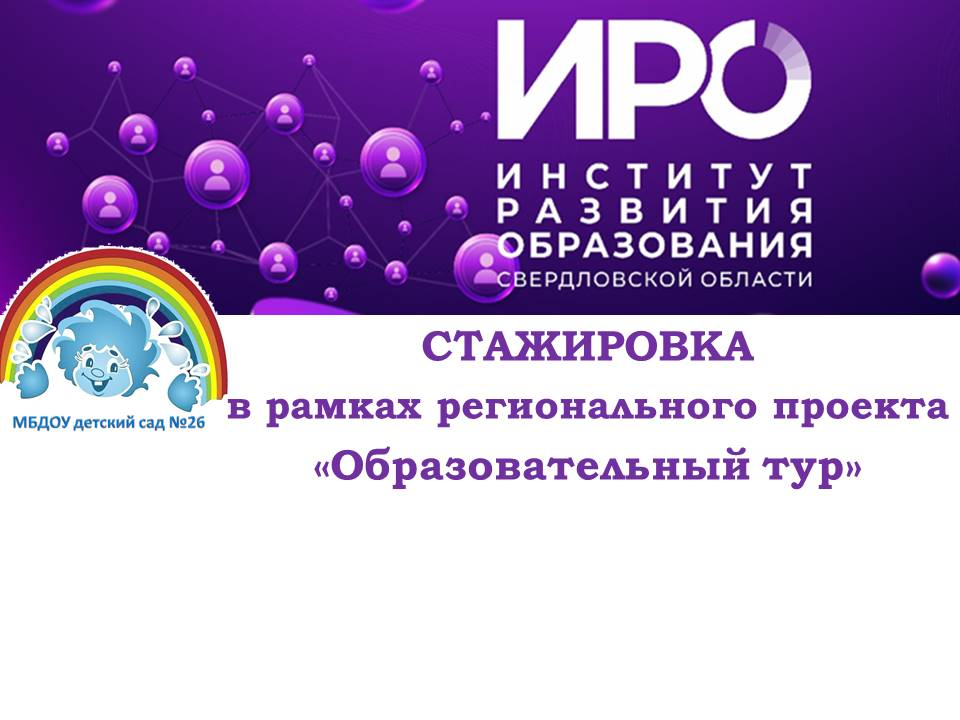 ИРО
ИНСТИТУТ
РАЗВИТИЯ
ОБРАЗОВАНИЯ
СВЕРДЛОВСКОЙ ОБЛАСТИ
МБДОУ детский сад №26
СТАЖИРОВКА
в рамках регионального проекта
«Образовательный тур»